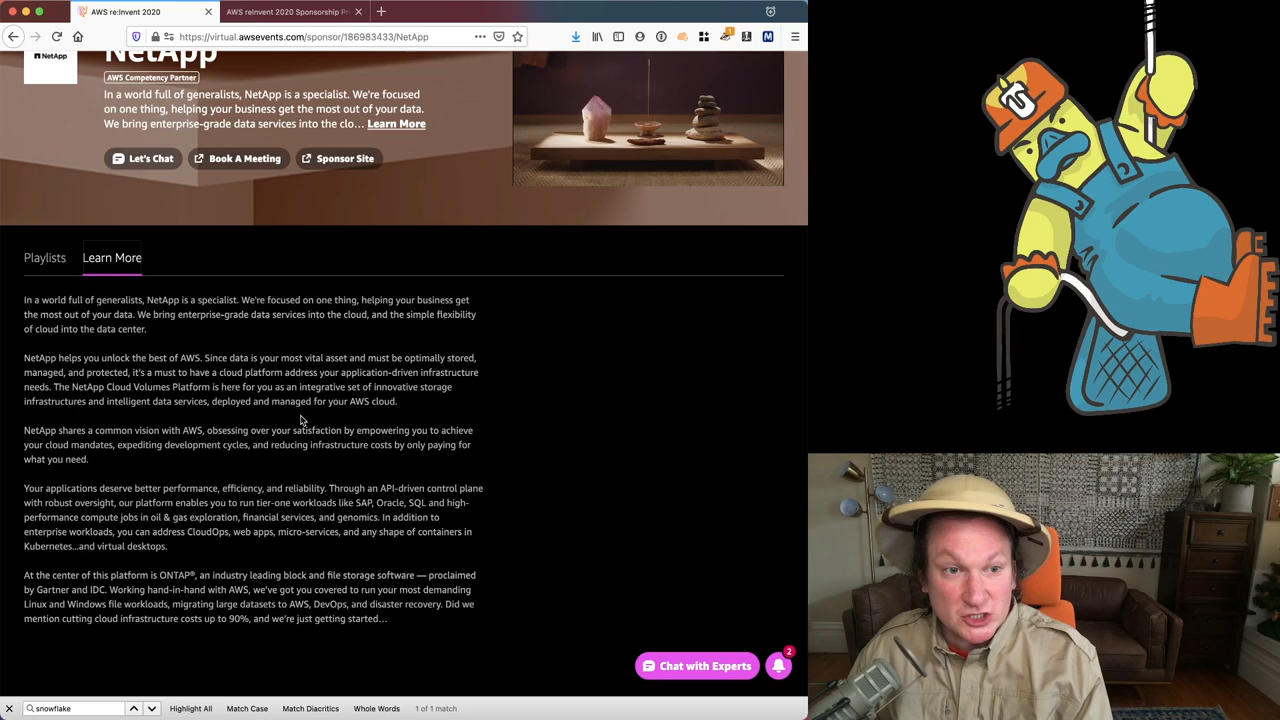 AWS re:Invent 2020
AWS reInvent 2020 Sponsorship Pr
https://virtual.awsevents.com/sponsor/186983433/NetApp
NetApp
NetApp
AWS Competency Partner
In a world full of generalists, NetApp is a specialist. We're focused
on one thing, helping your business get the most out of your data.
We bring enterprise-grade data services into the clo… Learn More
Let's Chat
Book A Meeting
Sponsor Site
Playlists
Learn More
In a world full of generalists, NetApp is a specialist. We're focused on one thing, helping your business get
the most out of your data. We bring enterprise-grade data services into the cloud, and the simple flexibility
of cloud into the data center.
NetApp helps you unlock the best of AWS. Since data is your most vital asset and must be optimally stored,
managed, and protected, it's a must to have a cloud platform address your application-driven infrastructure
needs. The NetApp Cloud Volumes Platform is here for you as an integrative set of innovative storage
infrastructures and intelligent data services, deployed and managed for your AWS cloud.
NetApp shares a common vision with AWS, obsessing over your satisfaction by empowering you to achieve
your cloud mandates, expediting development cycles, and reducing infrastructure costs by only paying for
what you need.
Your applications deserve better performance, efficiency, and reliability. Through an API-driven control plane
with robust oversight, our platform enables you to run tier-one workloads like SAP, Oracle, SQL and high-
performance compute jobs in oil & gas exploration, financial services, and genomics. In addition to
enterprise workloads, you can address CloudOps, web apps, micro-services, and any shape of containers in
Kubernetes…and virtual desktops.
At the center of this platform is ONTAP®, an industry leading block and file storage software — proclaimed
by Gartner and IDC. Working hand-in-hand with AWS, we've got you covered to run your most demanding
Linux and Windows file workloads, migrating large datasets to AWS, DevOps, and disaster recovery. Did we
mention cutting cloud infrastructure costs up to 90%, and we're just getting started…
Chat with Experts
2
1
snowflake
Highlight All
Match Case
Match Diacritics
Whole Words
1 of 1 match